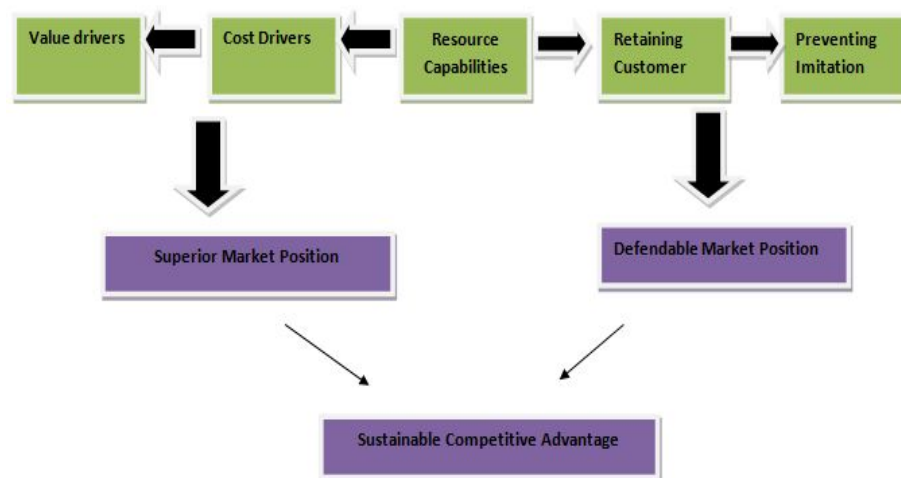 Value drivers
Cost Drivers
Resource
Capabilities
Retaining
Customer
Preventing
Imitation
Superior Market Position
Defendable Market Position
Sustainable Competitive Advantage